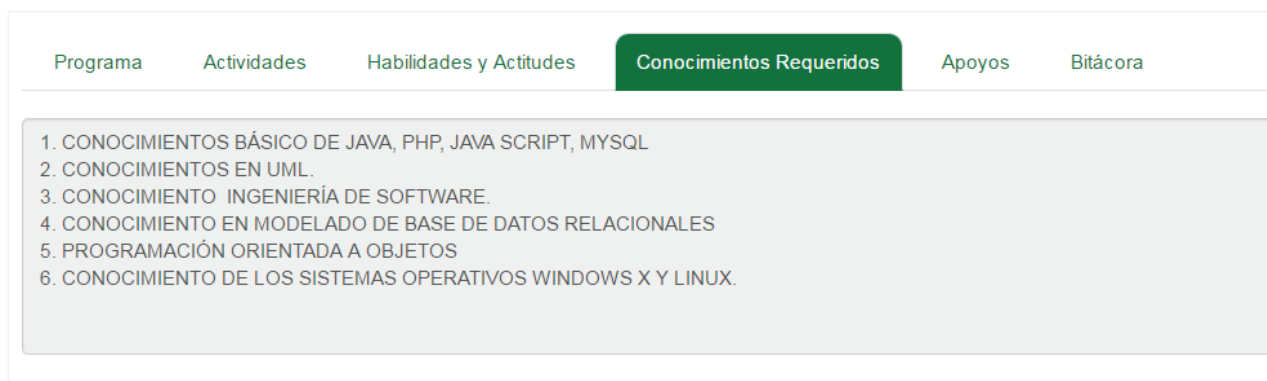 Programa Actividades Habilidades y Actitudes Conocimientos Requeridos Apoyos Bitácora
1. CONOCIMIENTOS BÁSICO DE JAVA, PHP, JAVA SCRIPT, MYSQL
2. CONOCIMIENTOS EN UML.
3. CONOCIMIENTO  INGENIERÍA DE SOFTWARE.
4. CONOCIMIENTO EN MODELADO DE BASE DE DATOS RELACIONALES
5. PROGRAMACIÓN ORIENTADA A OBJETOS
6. CONOCIMIENTO DE LOS SISTEMAS OPERATIVOS WINDOWS X Y LINUX.